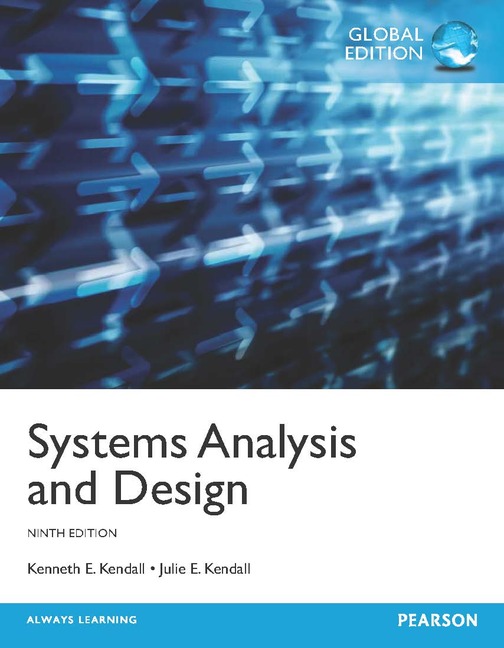 GLOBAL
EDITION
Systems Analysis
and Design
NINTH EDITION
Kenneth E. Kendall • Julie E. Kendall
ALWAYS LEARNING
PEARSON